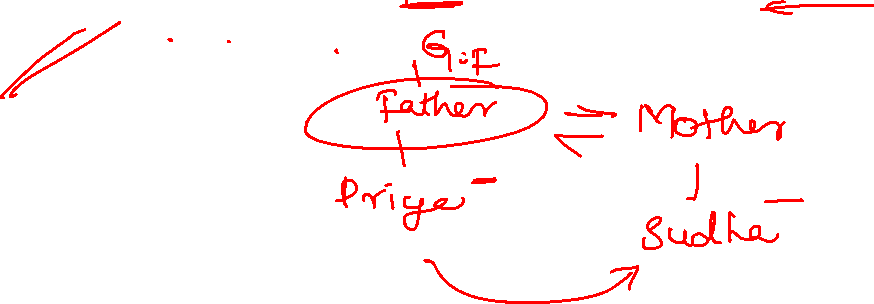 G.F
Father
Mother
Priya
Sudha